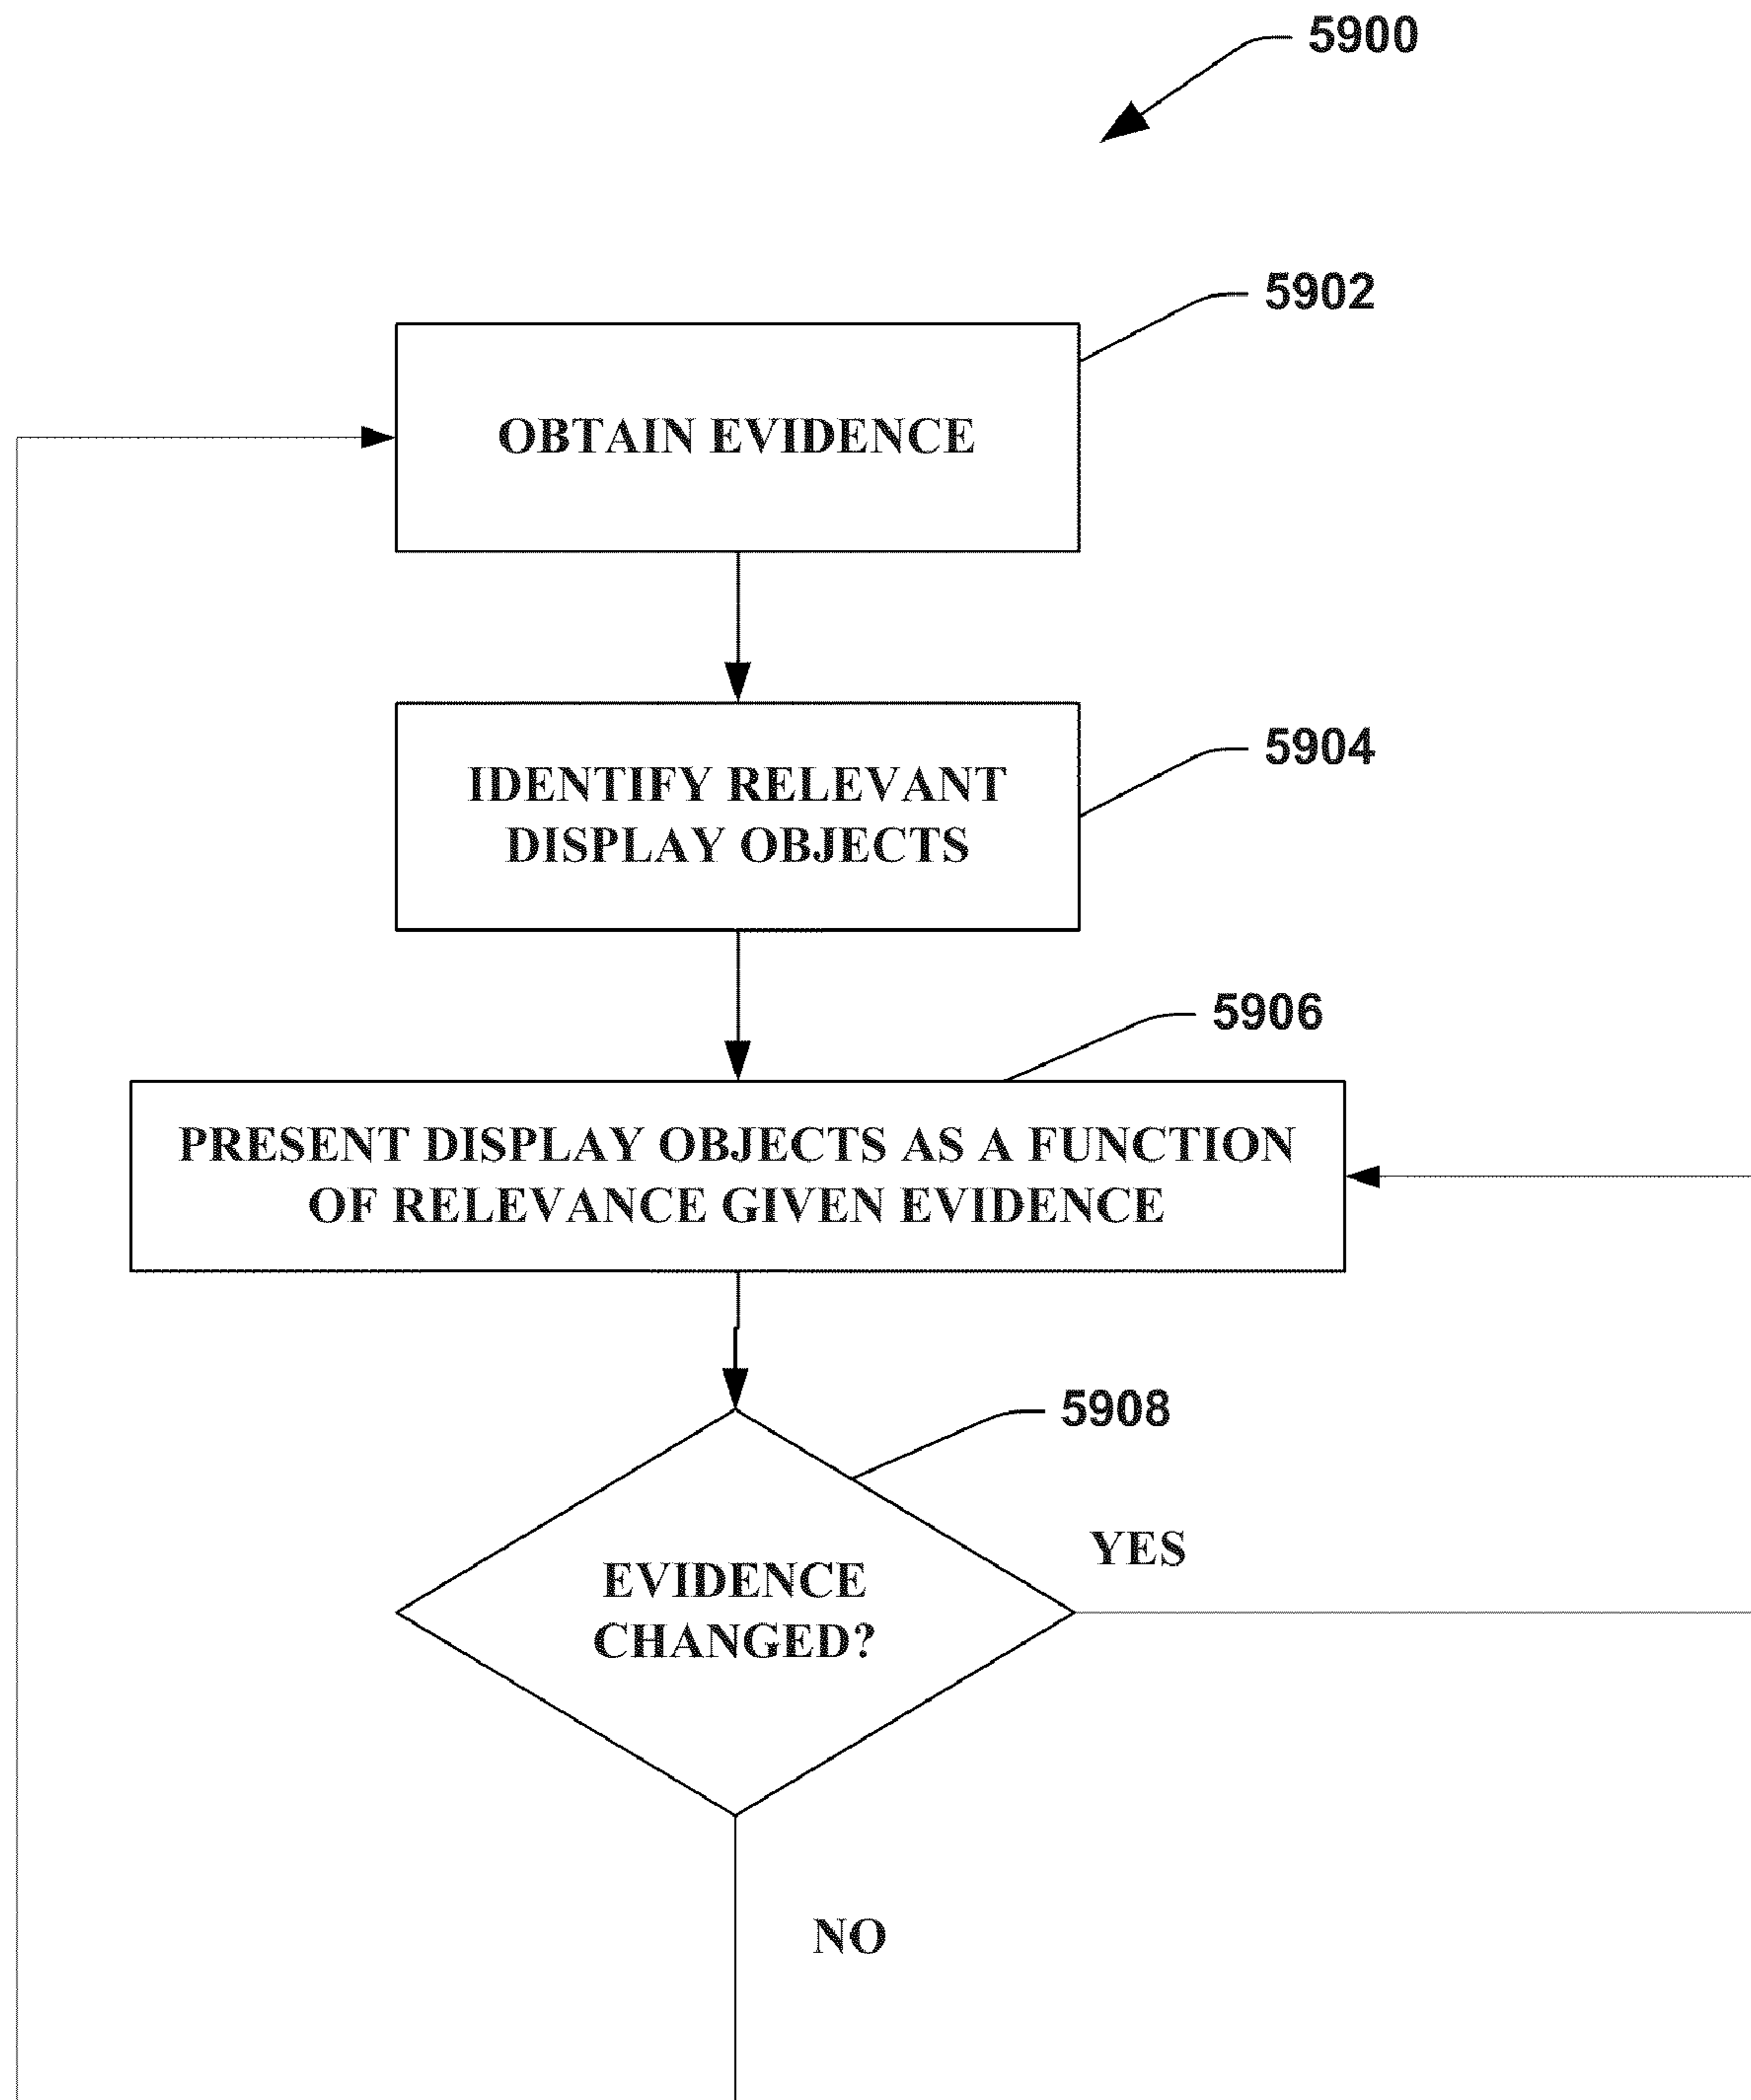 5900
5902
OBTAIN EVIDENCE
5904
IDENTIFY RELEVANT
DISPLAY OBJECTS
5906
PRESENT DISPLAY OBJECTS AS A FUNCTION
OF RELEVANCE GIVEN EVIDENCE
5908
YES
EVIDENCE
CHANGED?
NO